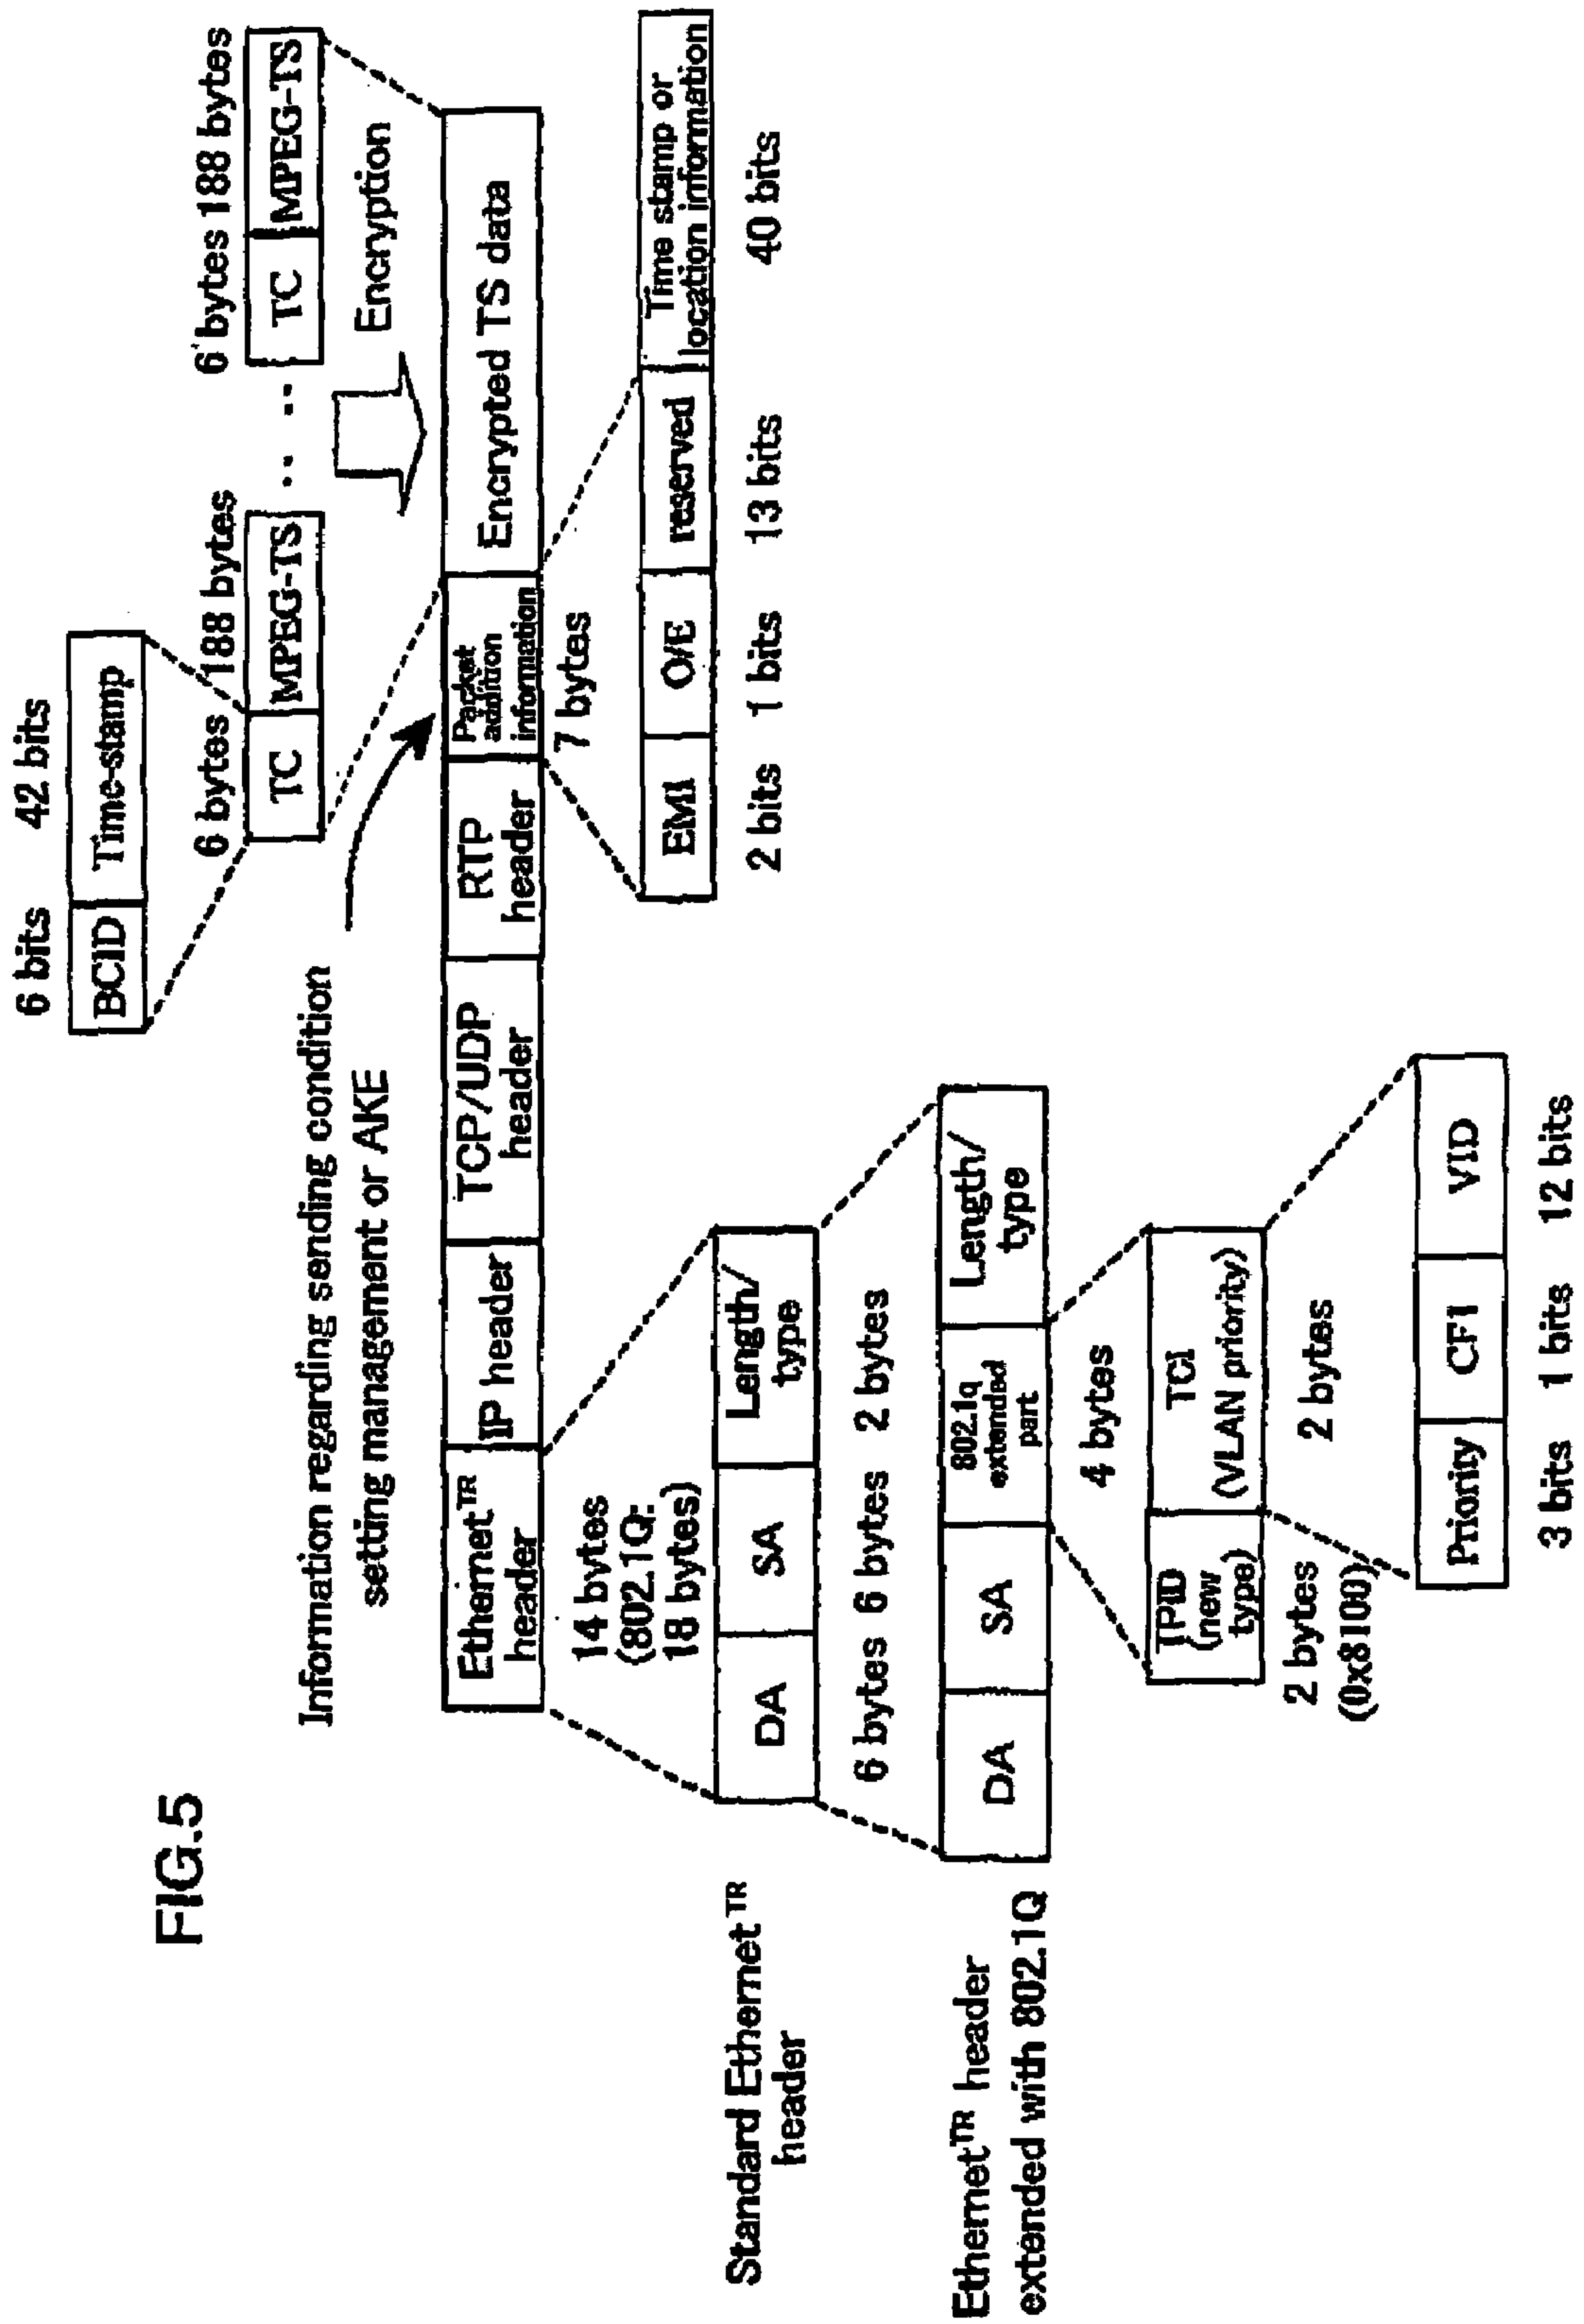 FIG.5
6 bits 42 bits
BCID Time-stamp
6 bytes 188 bytes 6 bytes 188 bytes
TC MPEG-TS TC MPEG-TS
Encryption
Information regarding sending condition
setting management or AKE
Ethernet™ᴿ header IP header TCP/UDP header RTP header Packet addition information Encrypted TS data
14 bytes
(802.1Q:
18 bytes)
7 bytes
EMI O/E reserved Time stamp or location information
2 bits 1 bits 13 bits 40 bits
Standard Ethernetᵀᴿ
header
DA SA Length/ type
6 bytes 6 bytes 2 bytes
Ethernetᵀᴿ header
extended with 802.1Q
DA SA 802.1q extended part Length/ type
4 bytes
TPID (new type) TCI (VLAN priority)
2 bytes 2 bytes
(0x8100)
Priority CFI VID
3 bits 1 bits 12 bits